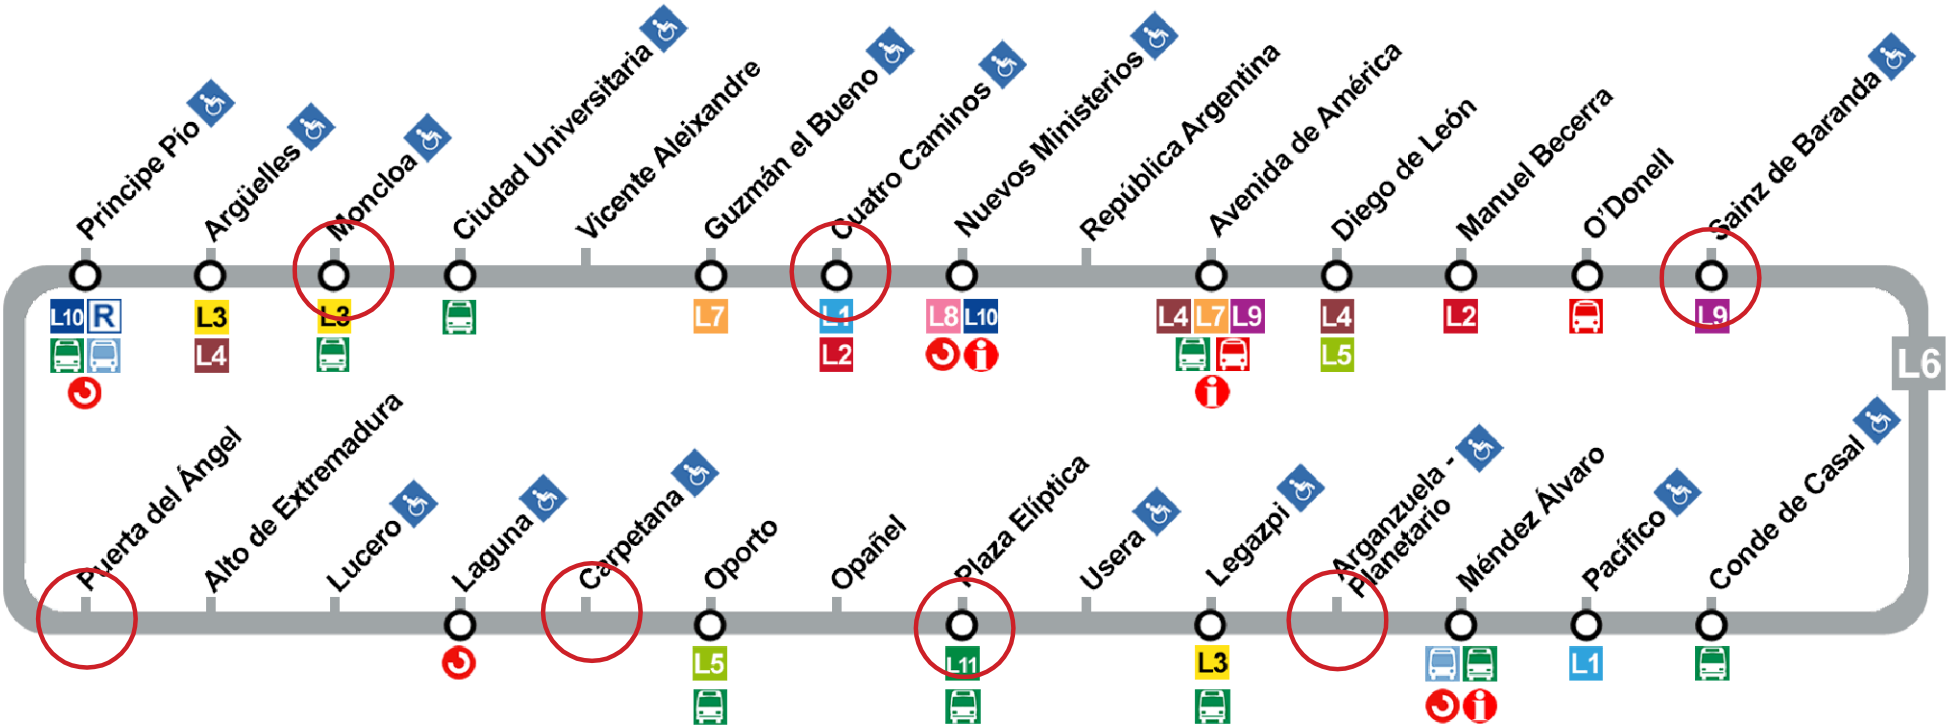 Príncipe Pío
Argüelles
Moncloa
Ciudad Universitaria
Vicente Aleixandre
Guzmán el Bueno
Cuatro Caminos
Nuevos Ministerios
República Argentina
Avenida de América
Diego de León
Manuel Becerra
O'Donell
Sainz de Baranda
L10 R
L3
L4
L3
L7
L1
L2
L8 L10
L4 L7 L9
L4
L5
L2
L9
L6
Puerta del Ángel
Alto de Extremadura
Lucero
Laguna
Carpetana
Oporto
Opañel
Plaza Elíptica
Usera
Legazpi
Arganzuela -
Planetario
Méndez Álvaro
Pacífico
Conde de Casal
L5
L11
L3
L1